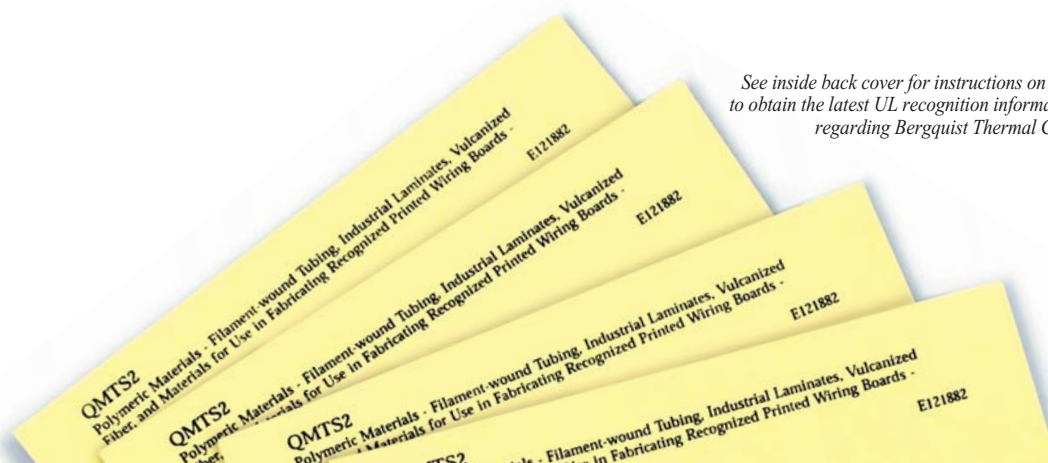 See inside back cover for instructions on
to obtain the latest UL recognition informa
regarding Bergquist Thermal C
QMTS2
Polymeric Materials - Filament-wound Tubing, Industrial Laminates, Vulcanized
Fiber, and Materials for Use in Fabricating Recognized Printed Wiring Boards -
E121882
QMTS2
Polymeric Materials - Filament-wound Tubing, Industrial Laminates, Vulcanized
for Use in Fabricating Recognized Printed Wiring Boards -
E121882
QMTS2
Polymeric Materials - Filament-wound Tubing, Industrial Laminates, Vulcanized
Materials for Use in Fabricating Recognized Printed Wiring Boards -
E121882
TS2
- Filament-wound Tubing, Industrial Laminates, Vulcanized
in Fabricating Recognized Printed Wiring Boards -
E121882